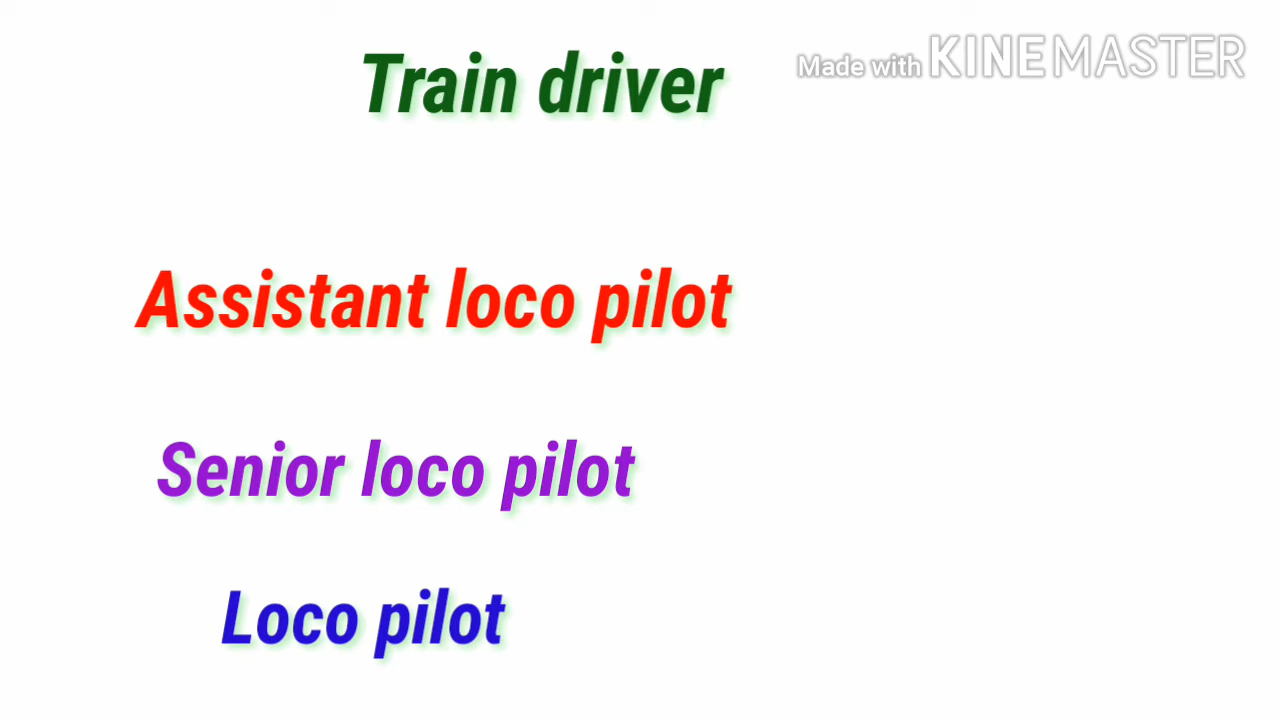 Train driver
Made with KINEMASTER
Assistant loco pilot
Senior loco pilot
Loco pilot